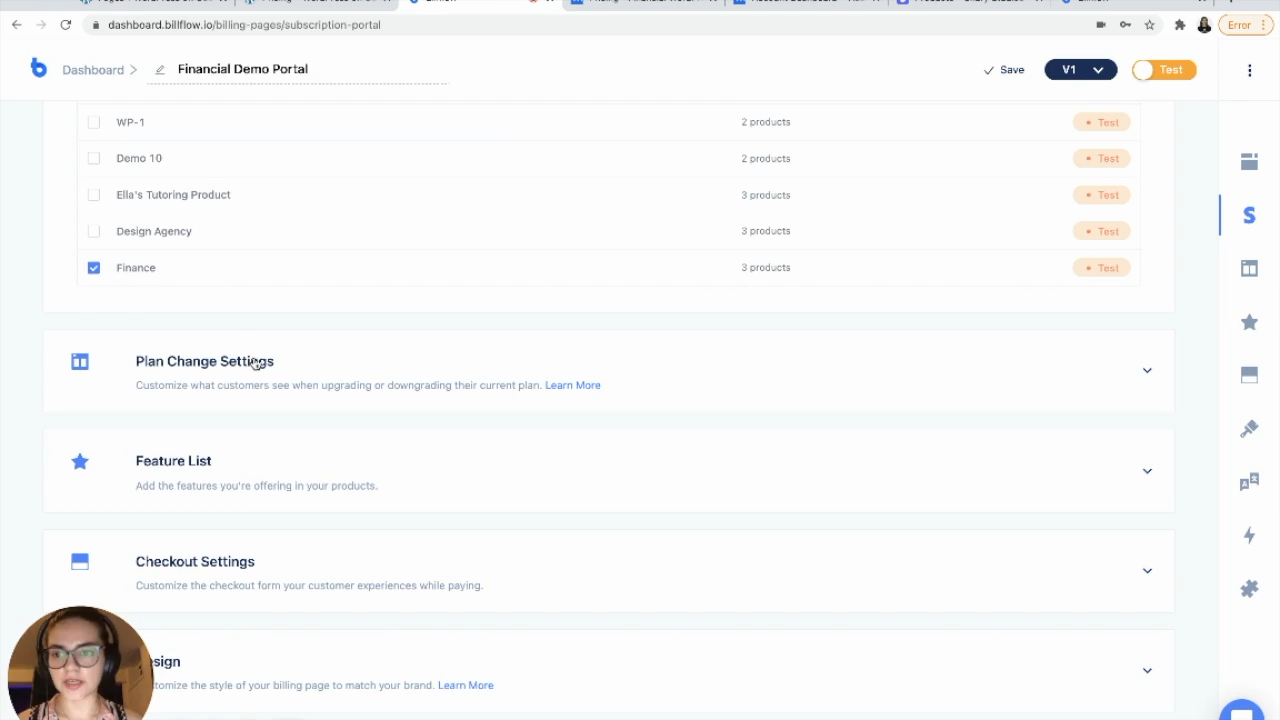 dashboard.billflow.io/billing-pages/subscription-portal
Error
Dashboard
Financial Demo Portal
Save
V1
Test
WP-1
2 products
Test
Demo 10
2 products
Test
Ella's Tutoring Product
3 products
Test
Design Agency
3 products
Test
Finance
3 products
Test
Plan Change Settings
Customize what customers see when upgrading or downgrading their current plan. Learn More
Feature List
Add the features you're offering in your products.
Checkout Settings
Customize the checkout form your customer experiences while paying.
sign
tomize the style of your billing page to match your brand. Learn More